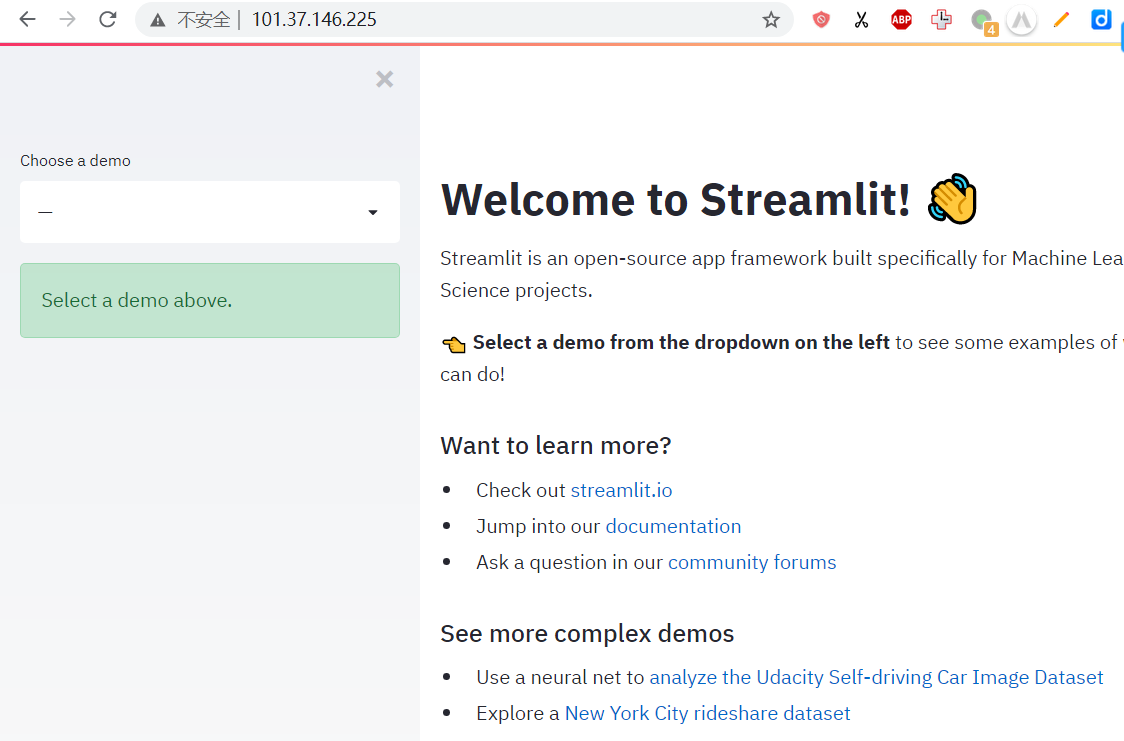 不安全 | 101.37.146.225
ABP
4
d
Choose a demo
—
Select a demo above.
Welcome to Streamlit! 👋
Streamlit is an open-source app framework built specifically for Machine Lea
Science projects.
👈 Select a demo from the dropdown on the left to see some examples of
can do!
Want to learn more?
• Check out streamlit.io
• Jump into our documentation
• Ask a question in our community forums
See more complex demos
• Use a neural net to analyze the Udacity Self-driving Car Image Dataset
• Explore a New York City rideshare dataset